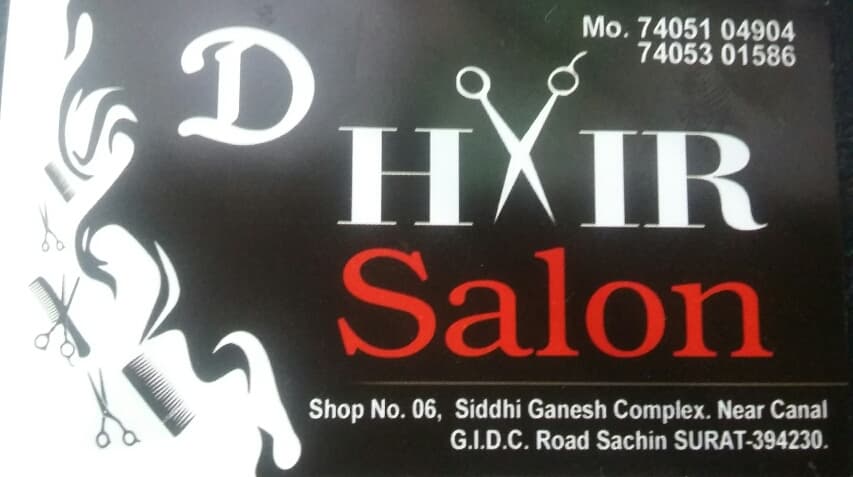 Mo. 74051 04904
74053 01586
D
HAIR
Salon
Shop No. 06, Siddhi Ganesh Complex. Near Canal
G.I.D.C. Road Sachin SURAT-394230.